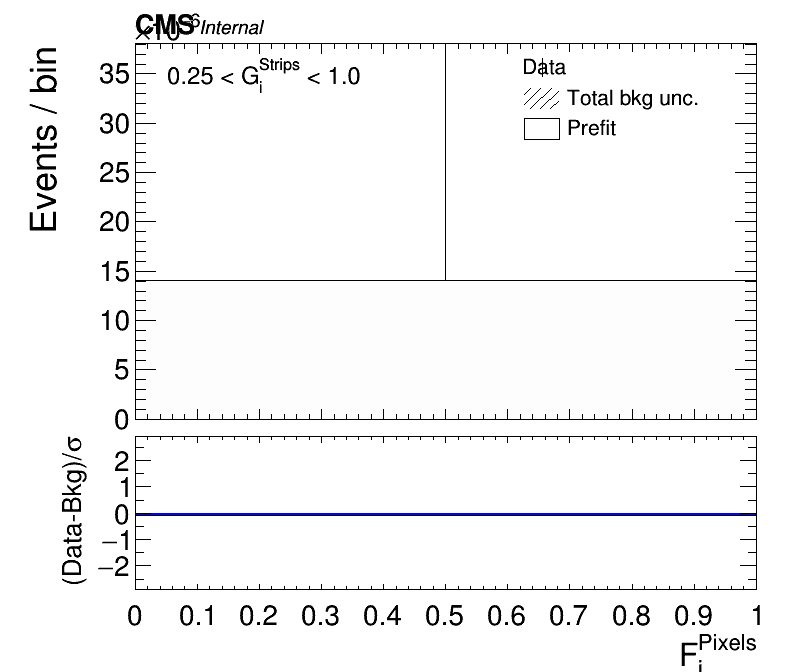 CMS Internal
×10⁻⁶
Events / bin
35
30
25
20
15
10
5
0
0.25 < G_i^Strips < 1.0
Data
Total bkg unc.
Prefit
(Data-Bkg)/σ
2
1
0
−1
−2
0 0.1 0.2 0.3 0.4 0.5 0.6 0.7 0.8 0.9 1
F_i^Pixels